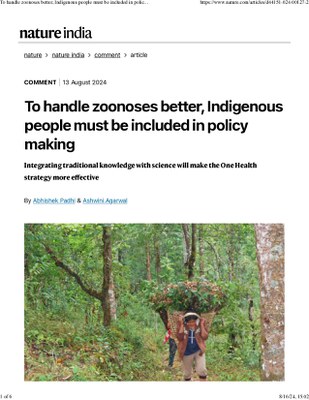 To handle zoonoses better, Indigenous people must be included in polic...
https://www.nature.com/articles/d44151-024-00127-2
nature india
nature > nature india > comment > article
COMMENT | 13 August 2024
To handle zoonoses better, Indigenous
people must be included in policy
making
Integrating traditional knowledge with science will make the One Health
strategy more effective
By Abhishek Padhi & Ashwini Agarwal
1 of 6
8/16/24, 15:02